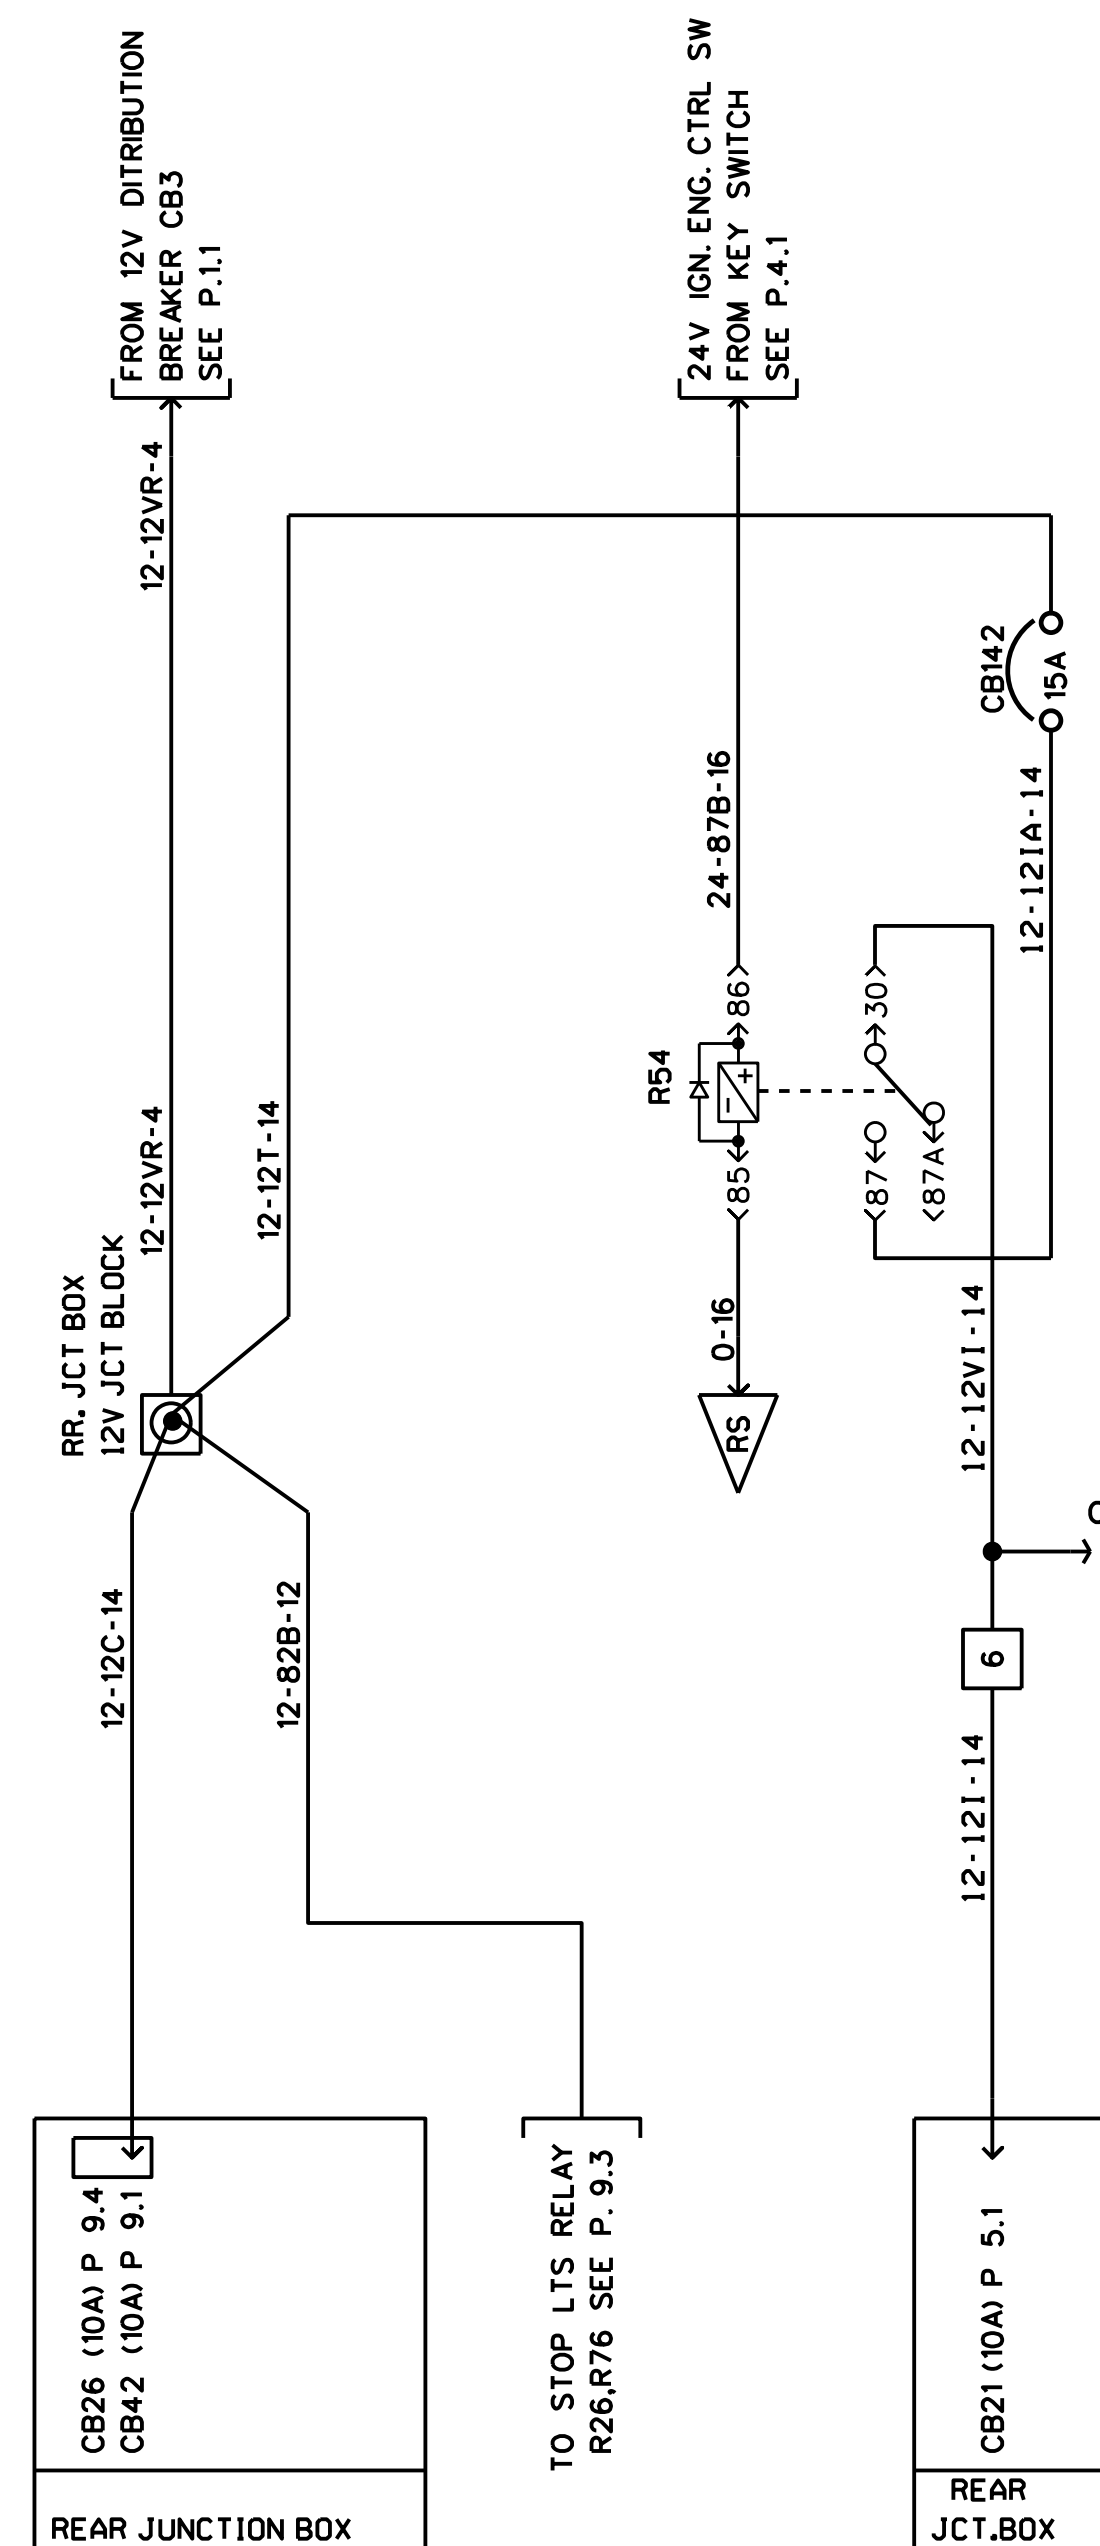 FROM 12V DITRIBUTION
BREAKER CB3
SEE P.1.1
24V IGN. ENG. CTRL SW
FROM KEY SWITCH
SEE P.4.1
12-12VR-4
CB142
15A
24-87B-16
12-12IA-14
R54
86
30
+
-
85
87
87A
12-12VR-4
12-12T-14
RR. JCT BOX
12V JCT BLOCK
0-16
RS
12-12VI-14
12-12C-14
12-82B-12
6
12-12I-14
CB26 (10A) P 9.4
CB42 (10A) P 9.1
TO STOP LTS RELAY
R26,R76 SEE P. 9.3
CB21 (10A) P 5.1
REAR JUNCTION BOX
REAR
JCT.BOX